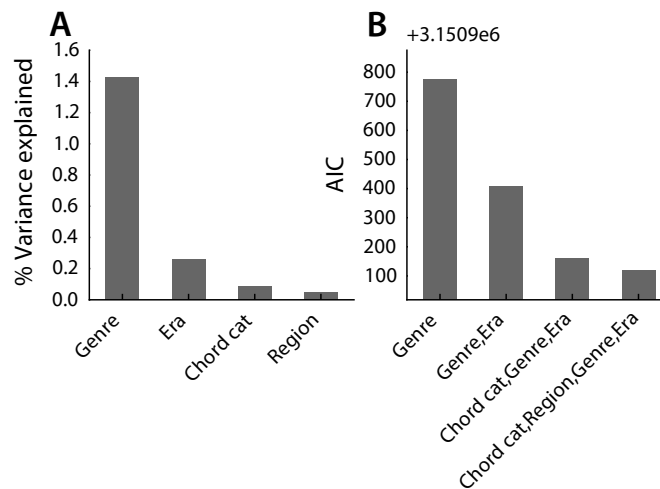 A
% Variance explained
1.6
1.4
1.2
1.0
0.8
0.6
0.4
0.2
0.0
Genre
Era
Chord cat
Region
B
+3.1509e6
AIC
800
700
600
500
400
300
200
100
Genre
Genre,Era
Chord cat,Genre,Era
Chord cat,Region,Genre,Era